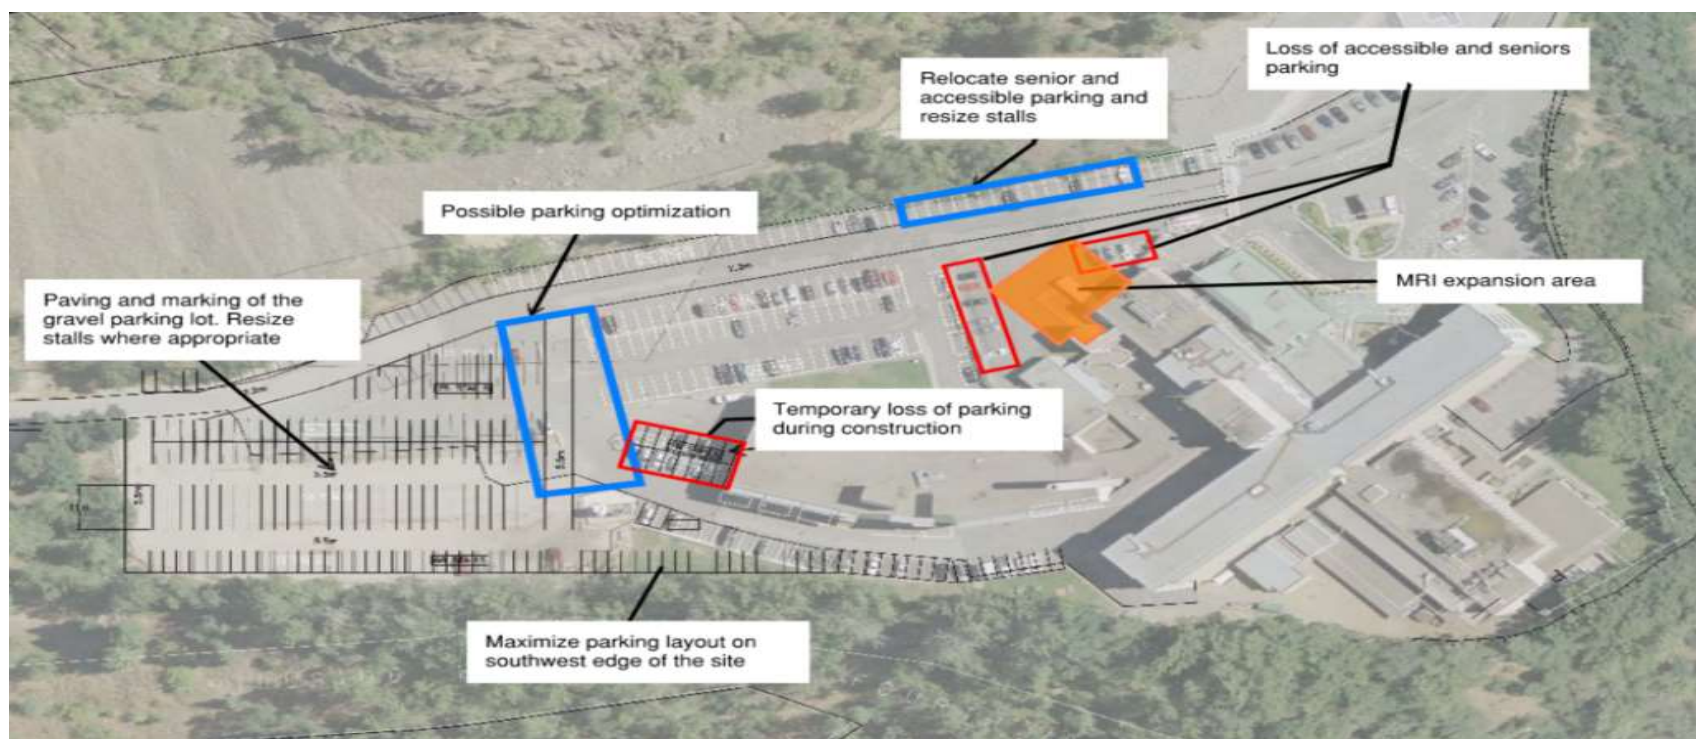 Loss of accessible and seniors
parking
Relocate senior and
accessible parking and
resize stalls
Possible parking optimization
MRI expansion area
Paving and marking of the
gravel parking lot. Resize
stalls where appropriate
Temporary loss of parking
during construction
Maximize parking layout on
southwest edge of the site